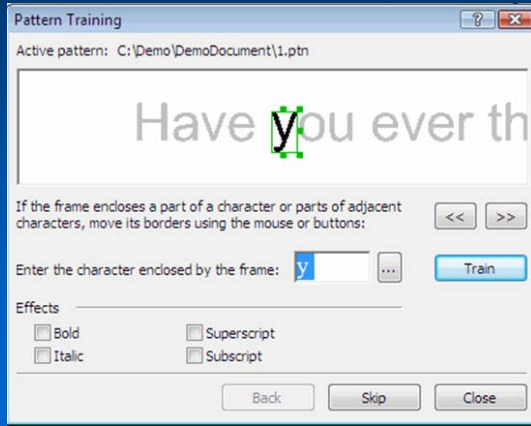 Pattern Training
Active pattern: C:\Demo\DemoDocument\1.ptn
Have you ever th
If the frame encloses a part of a character or parts of adjacent
characters, move its borders using the mouse or buttons:
<< >>
Enter the character enclosed by the frame: y ... Train
Effects
Bold Superscript
Italic Subscript
Back Skip Close